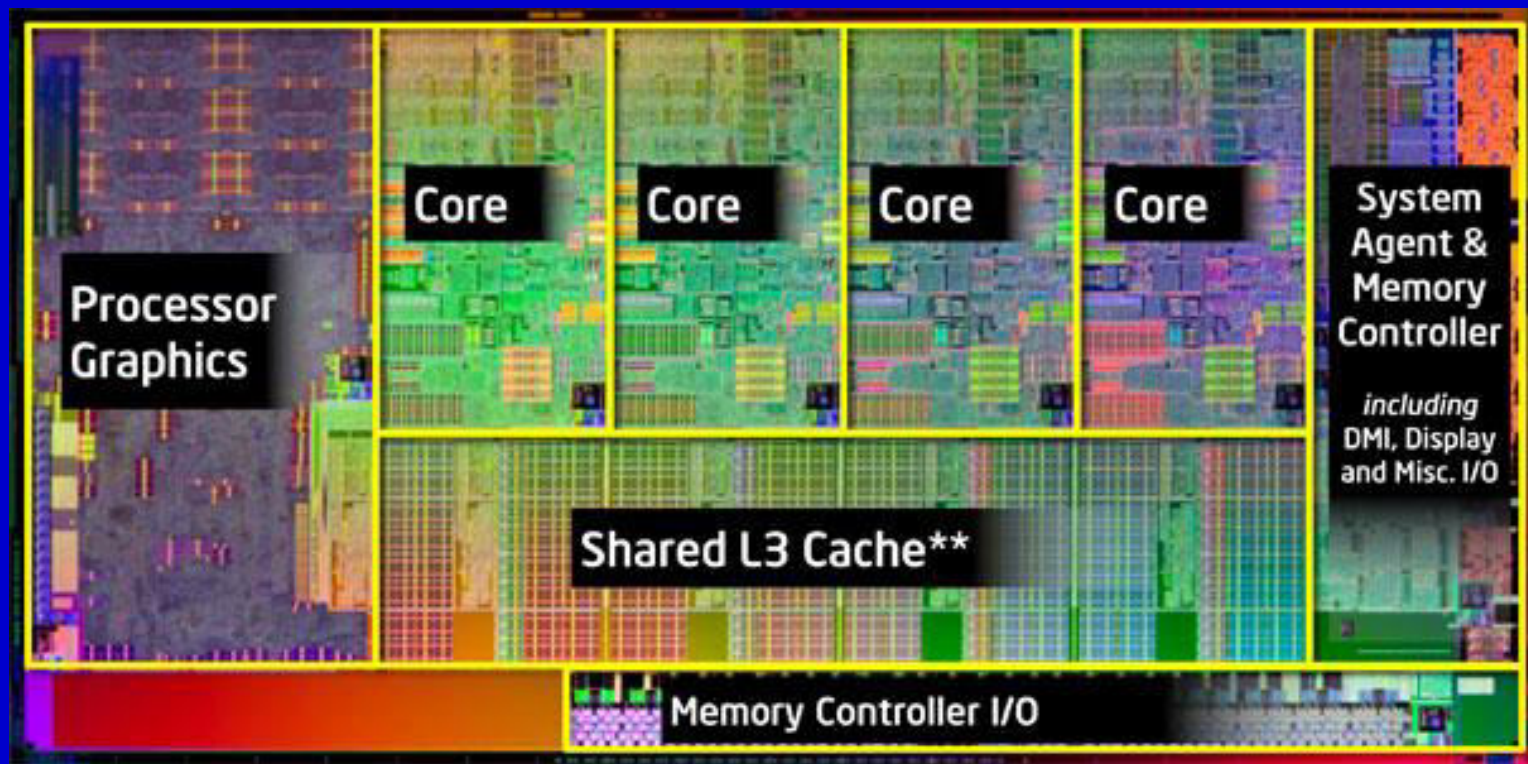 Processor
Graphics
Core
Core
Core
Core
System
Agent &
Memory
Controller
including
DMI, Display
and Misc. I/O
Shared L3 Cache**
Memory Controller I/O